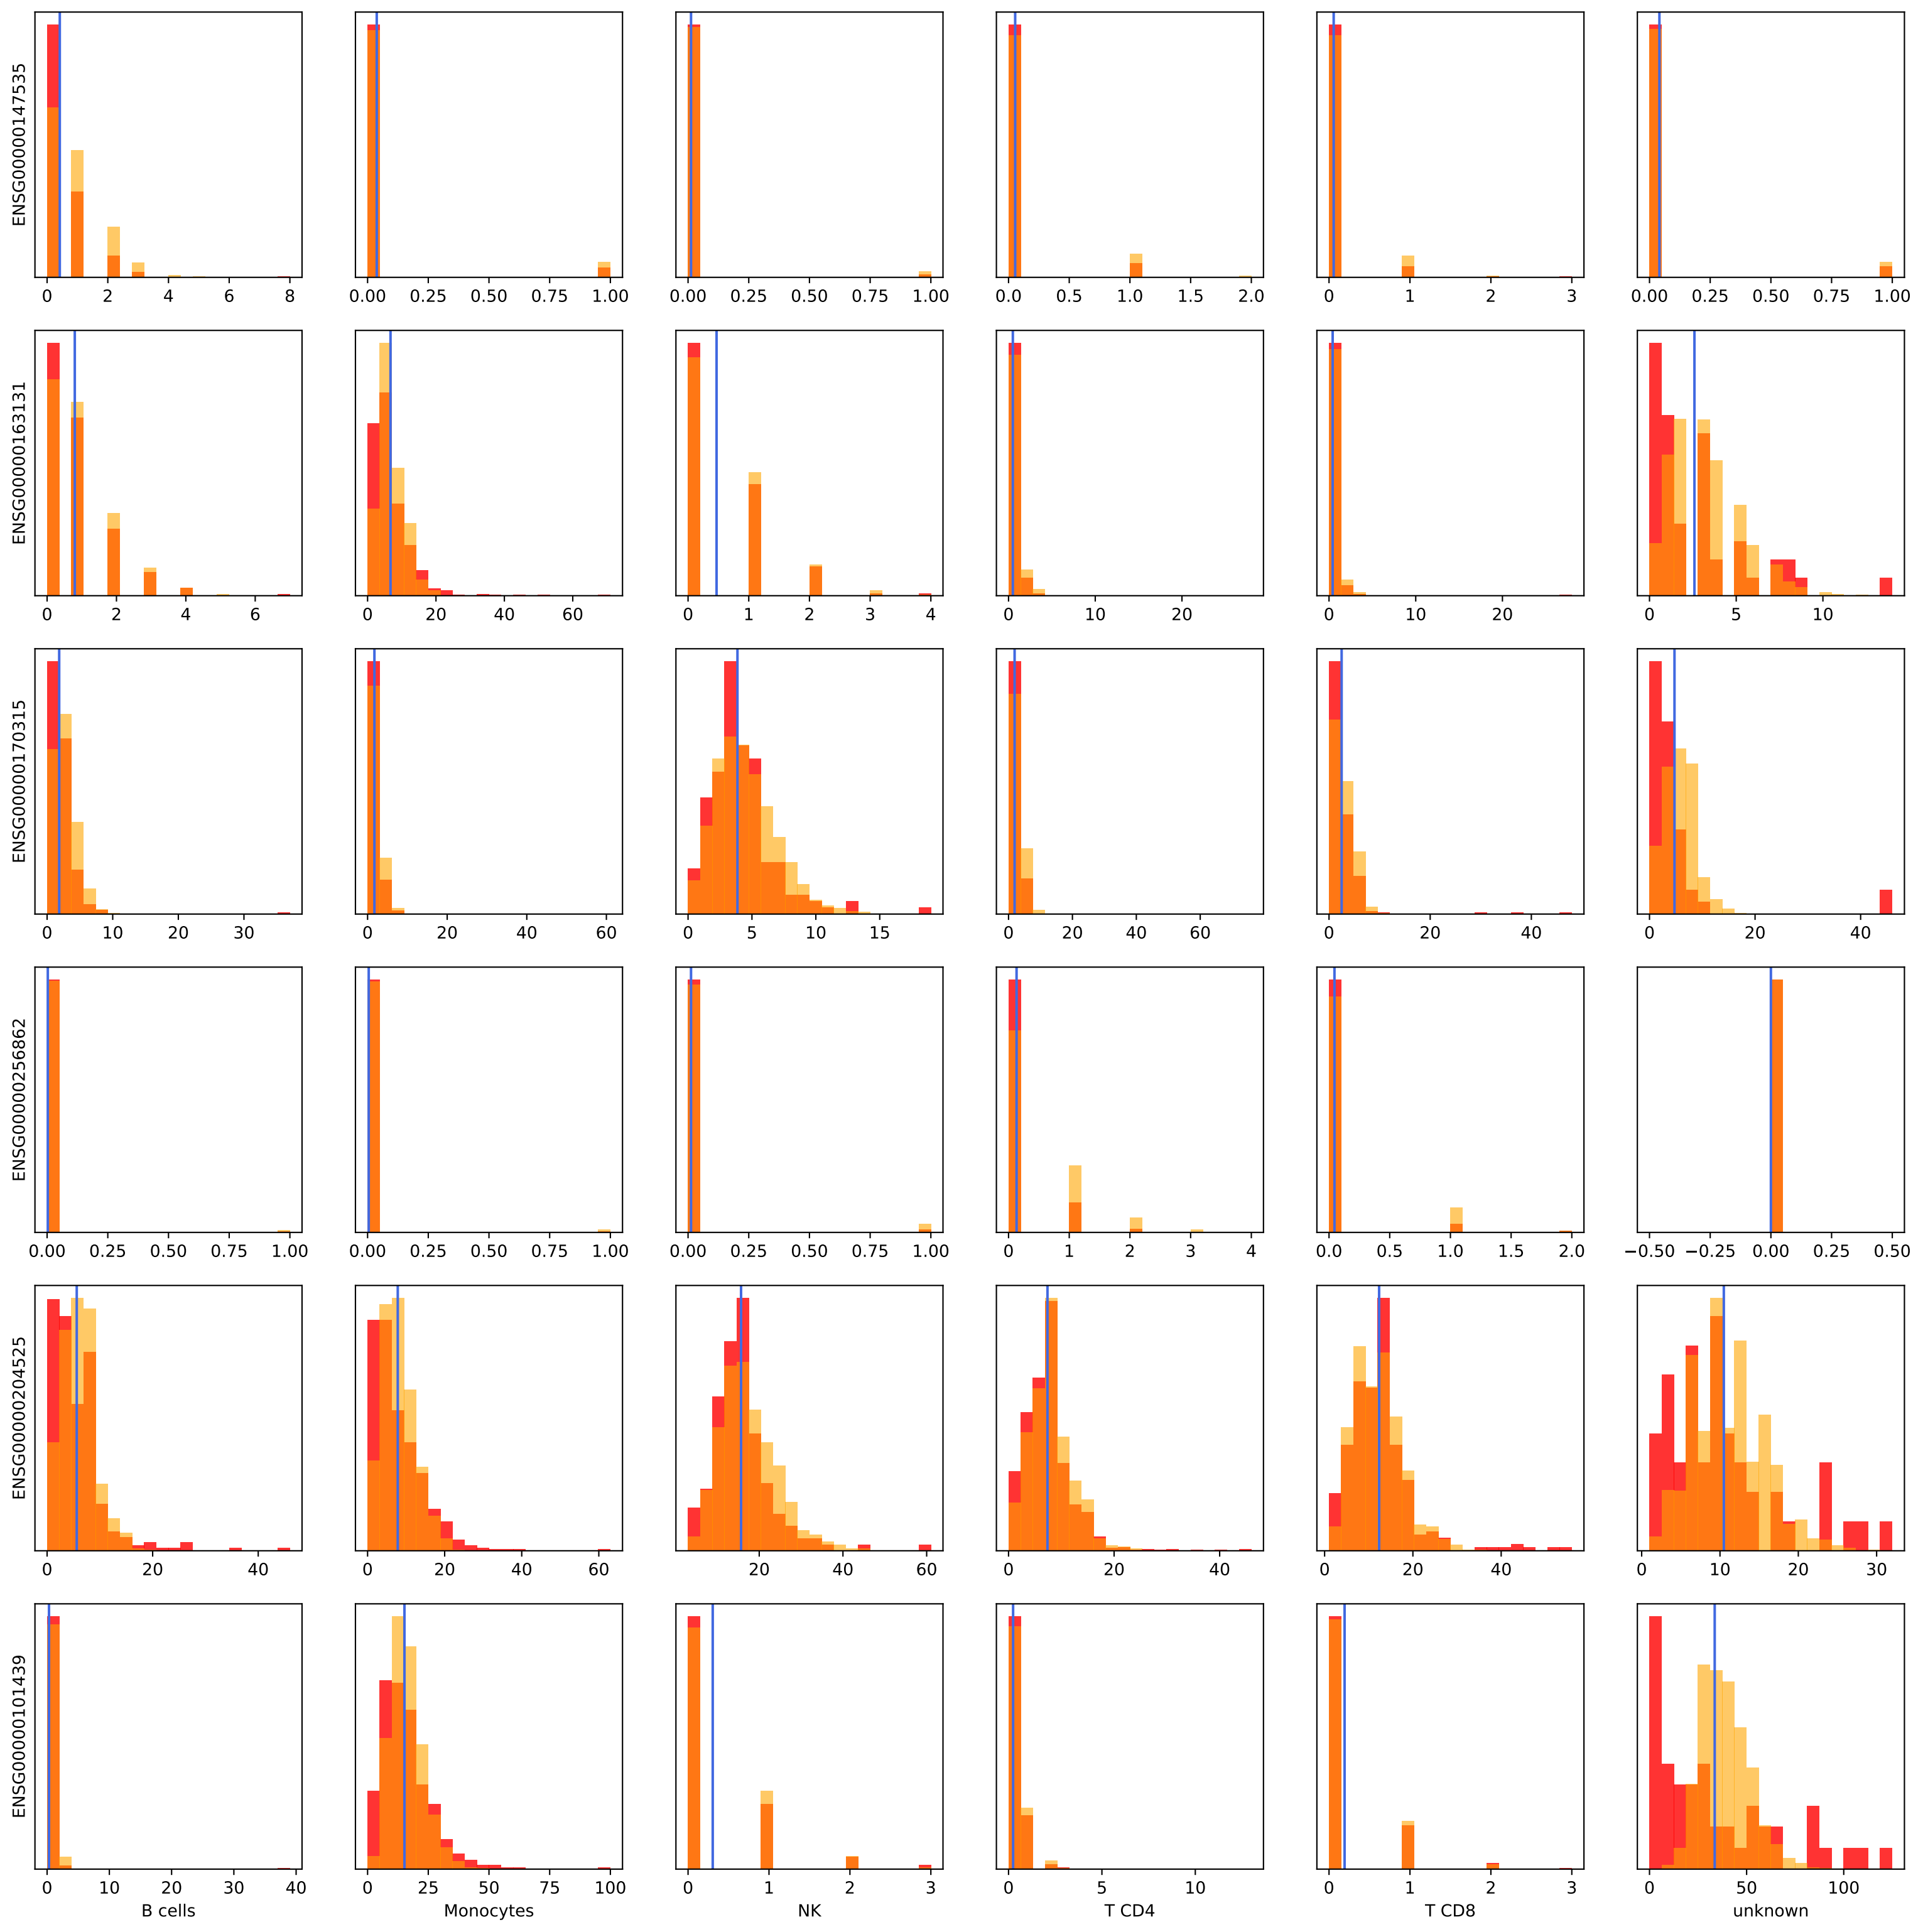 ENSG00000147535
0 2 4 6 8
0.00 0.25 0.50 0.75 1.00
0.00 0.25 0.50 0.75 1.00
0.0 0.5 1.0 1.5 2.0
0 1 2 3
0.00 0.25 0.50 0.75 1.00
ENSG00000163131
0 2 4 6
0 20 40 60
0 1 2 3 4
0 10 20
0 10 20
0 5 10
ENSG00000170315
0 10 20 30
0 20 40 60
0 5 10 15
0 20 40 60
0 20 40
0 20 40
ENSG00000256862
0.00 0.25 0.50 0.75 1.00
0.00 0.25 0.50 0.75 1.00
0.00 0.25 0.50 0.75 1.00
0 1 2 3 4
0.0 0.5 1.0 1.5 2.0
−0.50 −0.25 0.00 0.25 0.50
ENSG00000204525
0 20 40
0 20 40 60
20 40 60
0 20 40
0 20 40
0 10 20 30
ENSG00000101439
0 10 20 30 40
0 25 50 75 100
0 1 2 3
0 5 10
0 1 2 3
0 50 100
B cells
Monocytes
NK
T CD4
T CD8
unknown